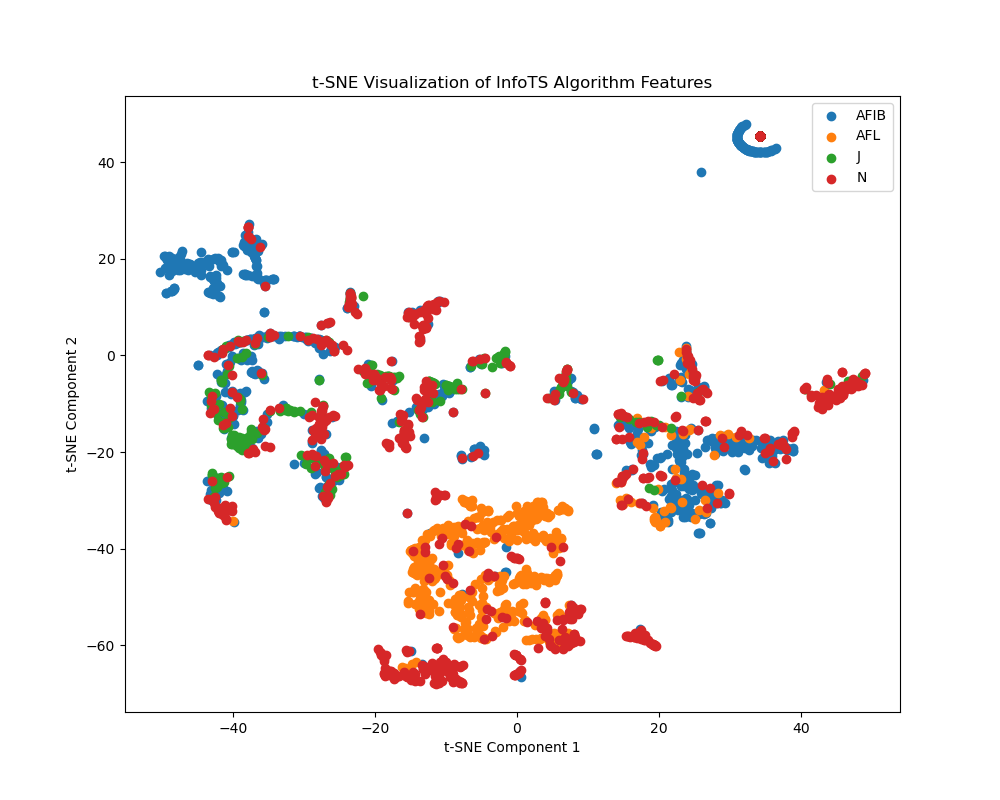 t-SNE Visualization of InfoTS Algorithm Features
AFIB
AFL
J
N
40
20
0
−20
−40
−60
t-SNE Component 2
−40
−20
0
20
40
t-SNE Component 1